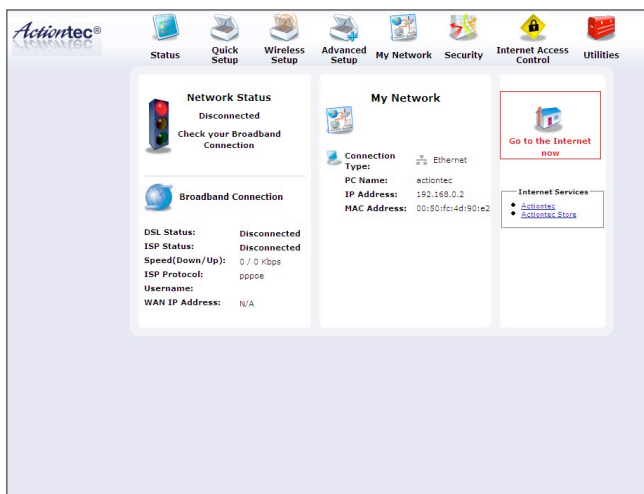 Actiontec®
Status
Quick Setup
Wireless Setup
Advanced Setup
My Network
Security
Internet Access Control
Utilities
Network Status
Disconnected
Check your Broadband
Connection
Broadband Connection
DSL Status: Disconnected
ISP Status: Disconnected
Speed(Down/Up): 0 / 0 Kbps
ISP Protocol: pppoe
Username:
WAN IP Address: N/A
My Network
Connection Type: Ethernet
PC Name: actiontec
IP Address: 192.168.0.2
MAC Address: 00:50:fc:4d:90:e2
Go to the Internet
now
Internet Services
Actiontec
Actiontec Store